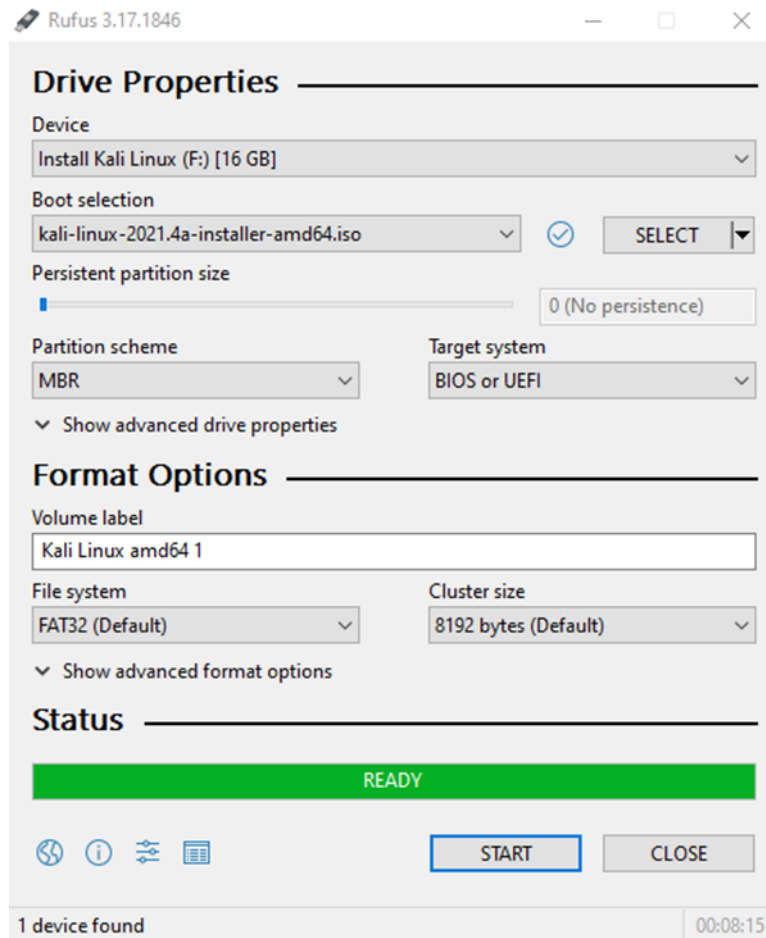 Rufus 3.17.1846
Drive Properties
Device
Install Kali Linux (F:) [16 GB]
Boot selection
kali-linux-2021.4a-installer-amd64.iso
SELECT
Persistent partition size
0 (No persistence)
Partition scheme
Target system
MBR
BIOS or UEFI
Show advanced drive properties
Format Options
Volume label
Kali Linux amd64 1
File system
Cluster size
FAT32 (Default)
8192 bytes (Default)
Show advanced format options
Status
READY
START
CLOSE
1 device found
00:08:15